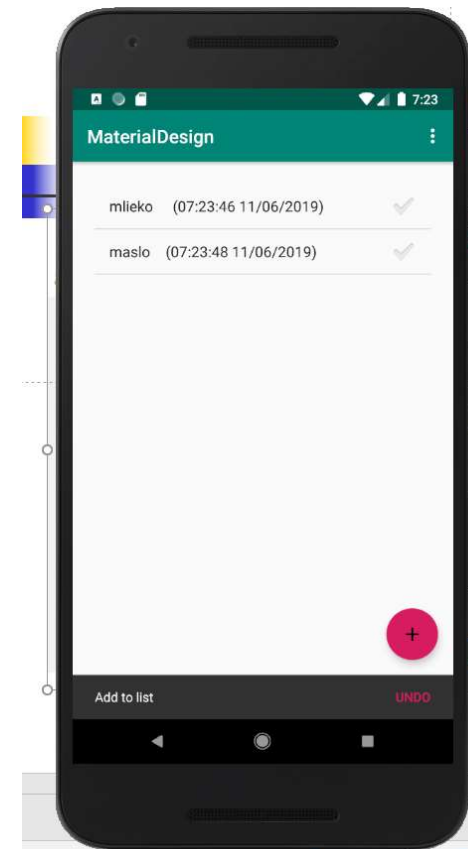 7:23
MaterialDesign
mlieko (07:23:46 11/06/2019)
maslo (07:23:48 11/06/2019)
+
Add to list UNDO